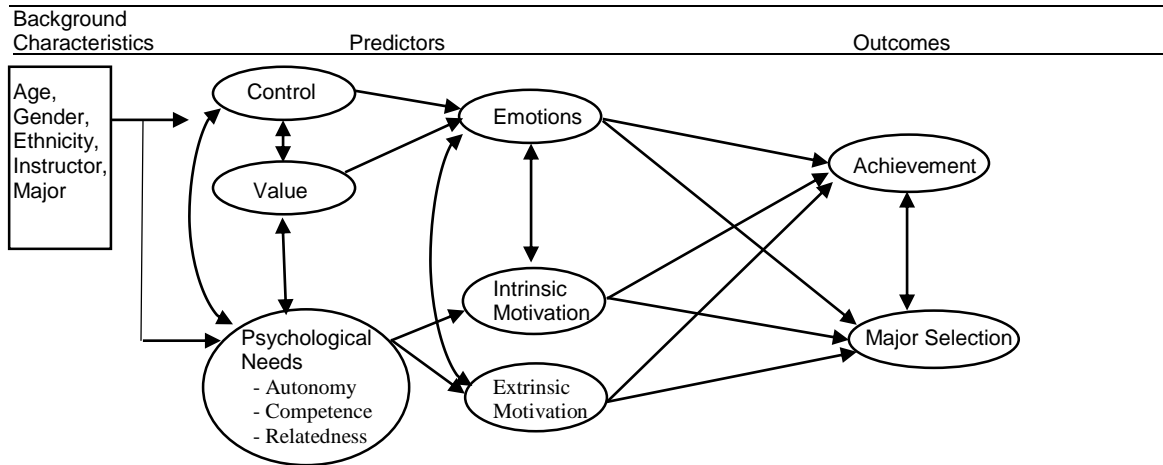 Background
Characteristics
Predictors
Outcomes
Age,
Gender,
Ethnicity,
Instructor,
Major
Control
Value
Psychological
Needs
- Autonomy
- Competence
- Relatedness
Emotions
Intrinsic
Motivation
Extrinsic
Motivation
Achievement
Major Selection